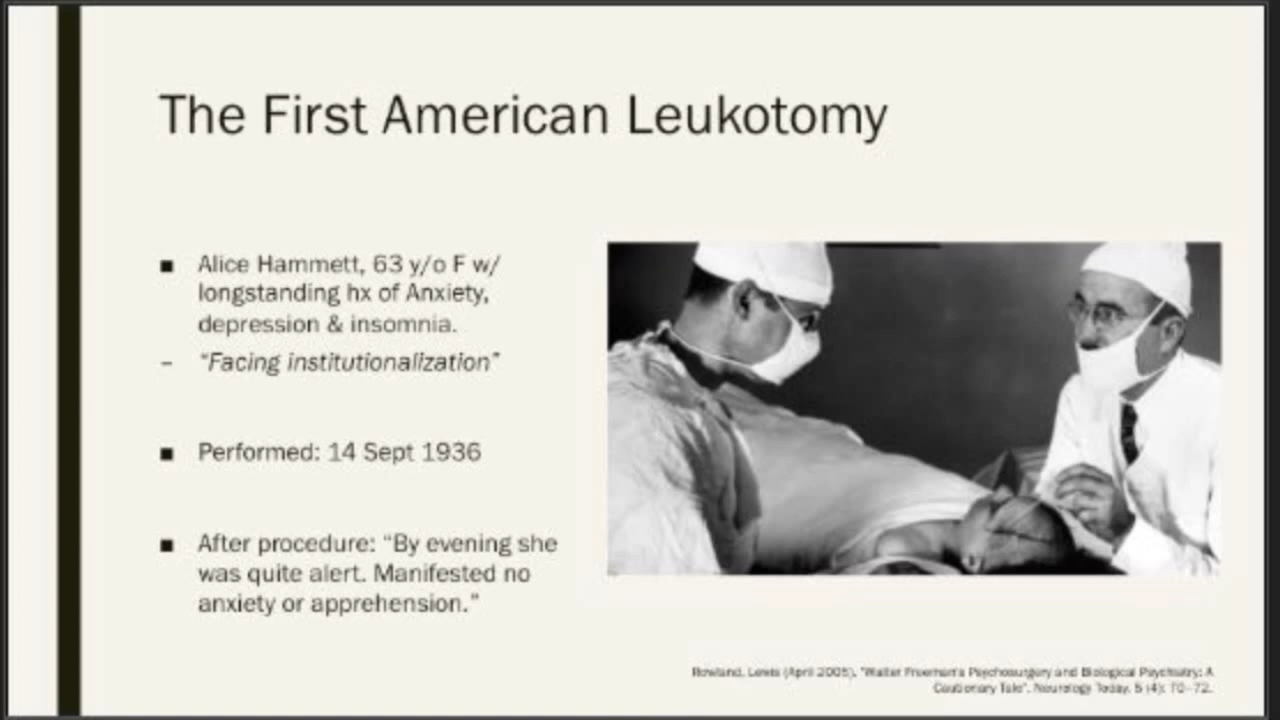 The First American Leukotomy
■ Alice Hammett, 63 y/o F w/
longstanding hx of Anxiety,
depression & insomnia.
– “Facing institutionalization”
■ Performed: 14 Sept 1936
■ After procedure: “By evening she
was quite alert. Manifested no
anxiety or apprehension.”
Rowland, Lewis (April 2005). "Walter Freeman's Psychosurgery and Biological Psychiatry: A
Cautionary Tale". Neurology Today. 5 (4): 70–72.